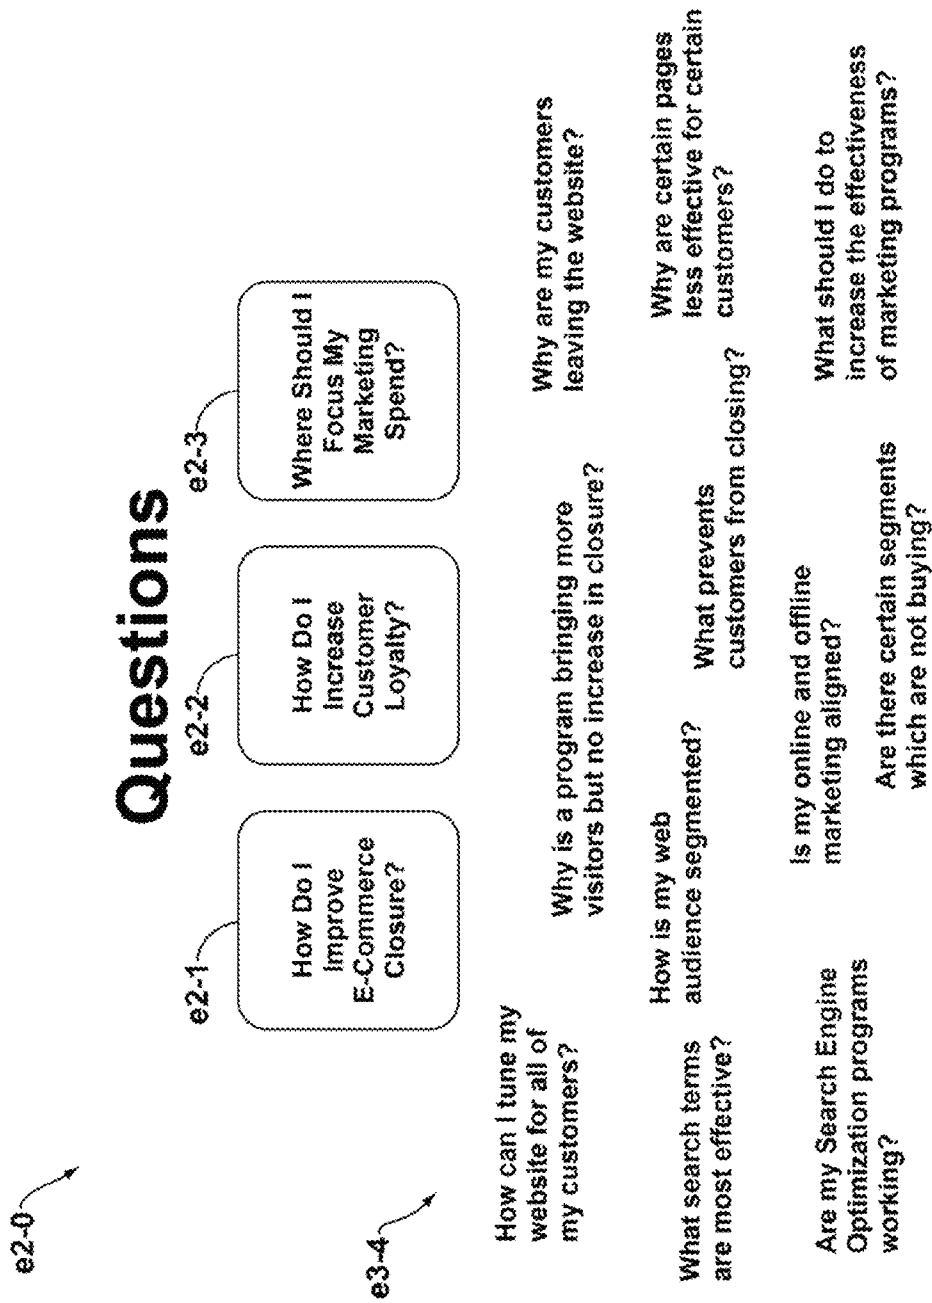 e2-0
Questions
e2-1
e2-2
e2-3
How Do I
Improve
E-Commerce
Closure?
How Do I
Increase
Customer
Loyalty?
Where Should I
Focus My
Marketing
Spend?
e3-4
How can I tune my
website for all of
my customers?
Why is a program bringing more
visitors but no increase in closure?
Why are my customers
leaving the website?
What search terms
are most effective?
How is my web
audience segmented?
What prevents
customers from closing?
Why are certain pages
less effective for certain
customers?
Are my Search Engine
Optimization programs
working?
Is my online and offline
marketing aligned?
Are there certain segments
which are not buying?
What should I do to
increase the effectiveness
of marketing programs?